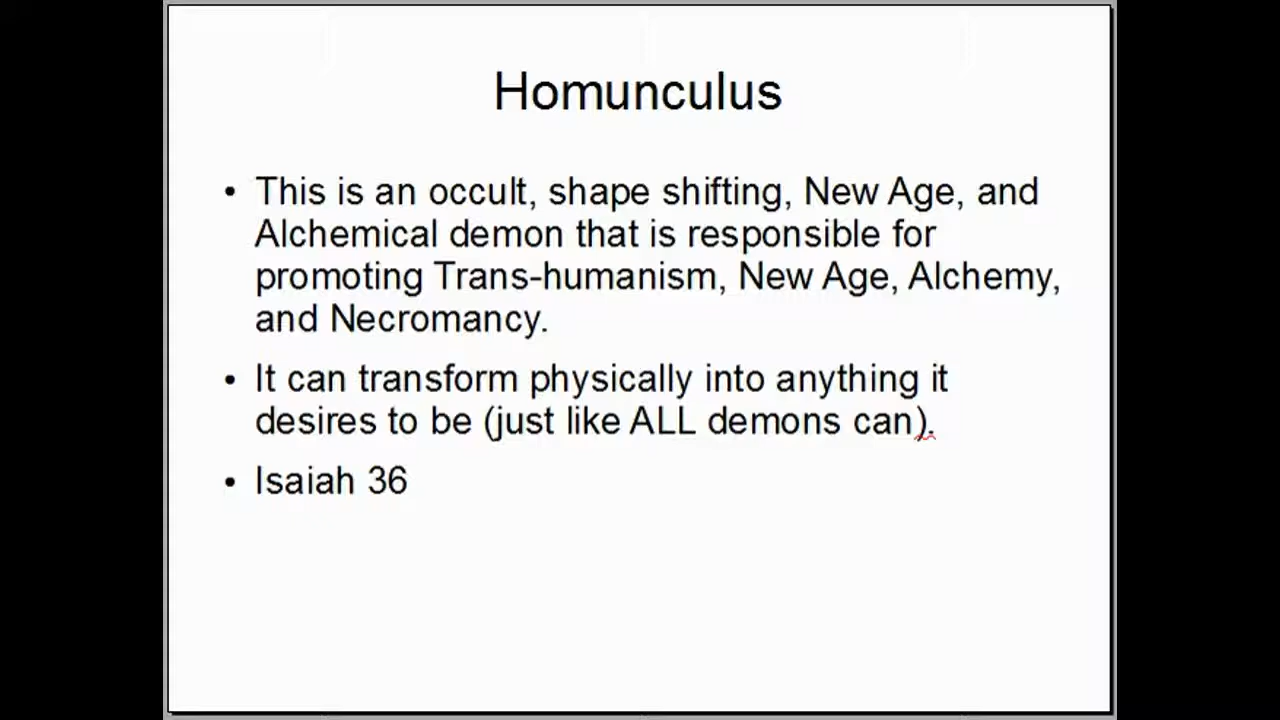 Homunculus
• This is an occult, shape shifting, New Age, and
Alchemical demon that is responsible for
promoting Trans-humanism, New Age, Alchemy,
and Necromancy.
• It can transform physically into anything it
desires to be (just like ALL demons can).
• Isaiah 36